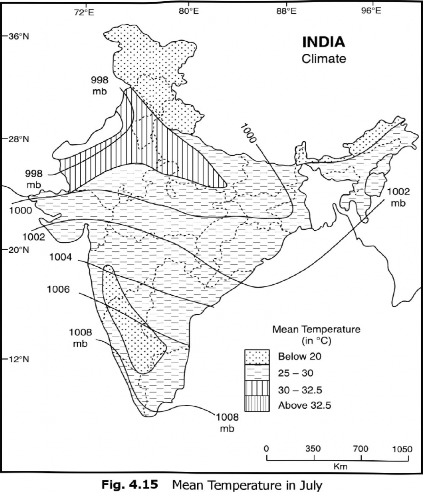 72°E 80°E 88°E 96°E
36°N
INDIA
Climate
998
mb
1000
28°N
998
mb
1002
mb
1000
1002
20°N
1004
1006
1008
mb
12°N
Mean Temperature
(in °C)
Below 20
25 – 30
30 – 32.5
Above 32.5
1008
mb
0 350 700 1050
Km
Fig. 4.15 Mean Temperature in July